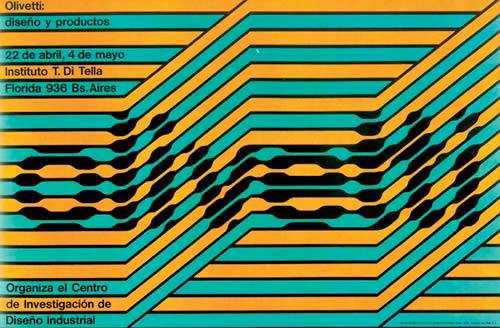 Olivetti:
diseño y productos
22 de abril, 4 de mayo
Instituto T. Di Tella
Florida 936 Bs. Aires
Organiza el Centro
de Investigación de
Diseño Industrial